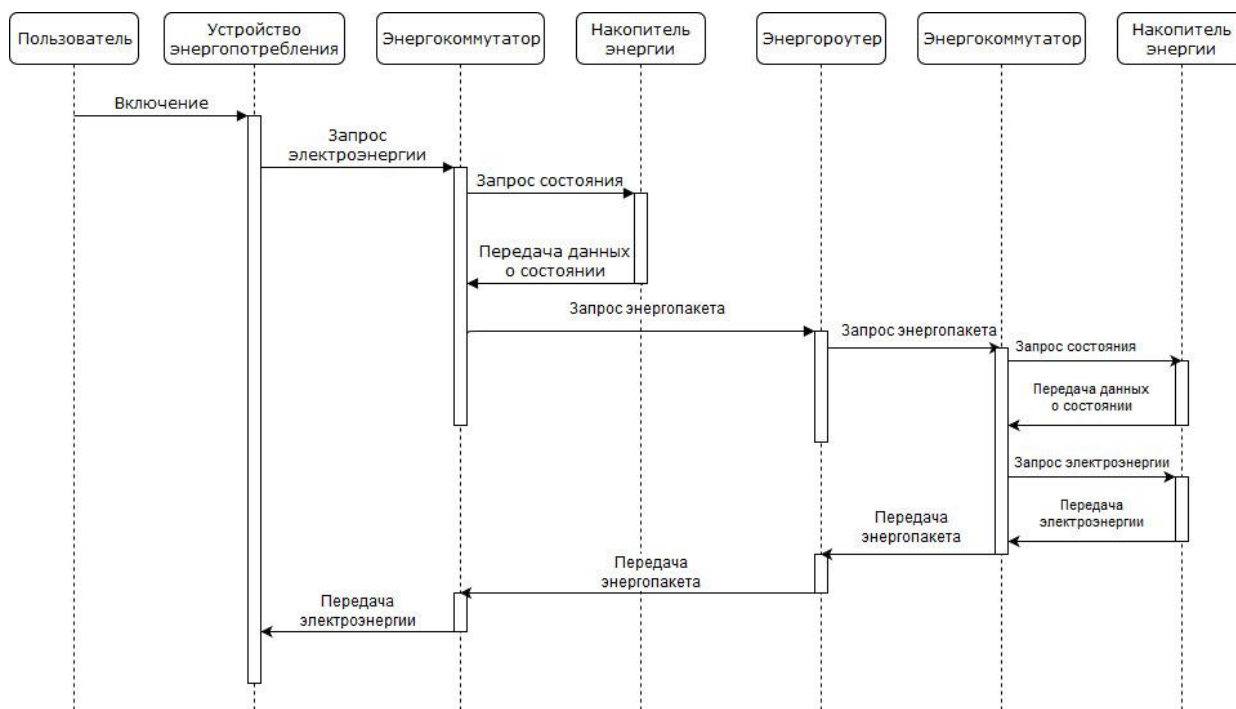 Пользователь
Устройство
энергопотребления
Энергокоммутатор
Накопитель
энергии
Энергороутер
Энергокоммутатор
Накопитель
энергии
Включение
Запрос
электроэнергии
Запрос состояния
Передача данных
о состоянии
Запрос энергопакета
Запрос энергопакета
Запрос состояния
Передача данных
о состоянии
Запрос электроэнергии
Передача
электроэнергии
Передача
энергопакета
Передача
энергопакета
Передача
электроэнергии